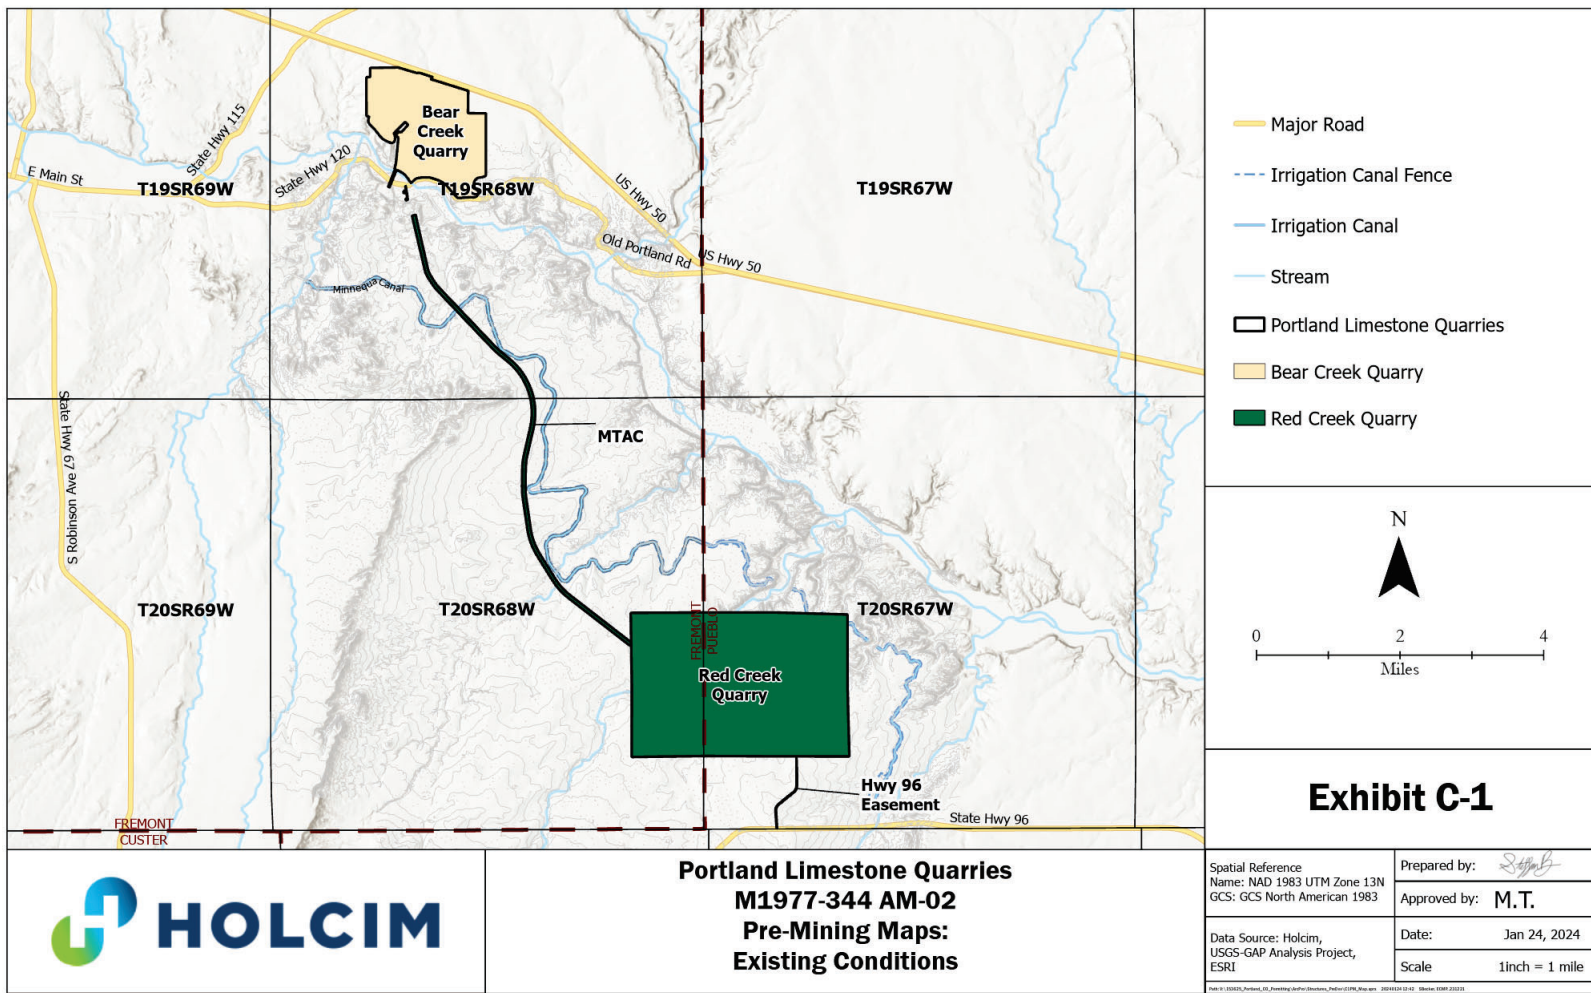 Bear
Creek
Quarry
State Hwy 115
E Main St
State Hwy 120
T19SR69W
T19SR68W
T19SR67W
US Hwy 50
Old Portland Rd
US Hwy 50
Minnequa Canal
State Hwy 67
S Robinson Ave
MTAC
T20SR69W
T20SR68W
T20SR67W
FREMONT
PUEBLO
Red Creek
Quarry
Hwy 96
Easement
State Hwy 96
FREMONT
CUSTER
Major Road
Irrigation Canal Fence
Irrigation Canal
Stream
Portland Limestone Quarries
Bear Creek Quarry
Red Creek Quarry
N
0 2 4
Miles
Exhibit C-1
HOLCIM
Portland Limestone Quarries
M1977-344 AM-02
Pre-Mining Maps:
Existing Conditions
Spatial Reference
Name: NAD 1983 UTM Zone 13N
GCS: GCS North American 1983
Data Source: Holcim,
USGS-GAP Analysis Project,
ESRI
Prepared by:
Approved by: M.T.
Date: Jan 24, 2024
Scale 1inch = 1 mile